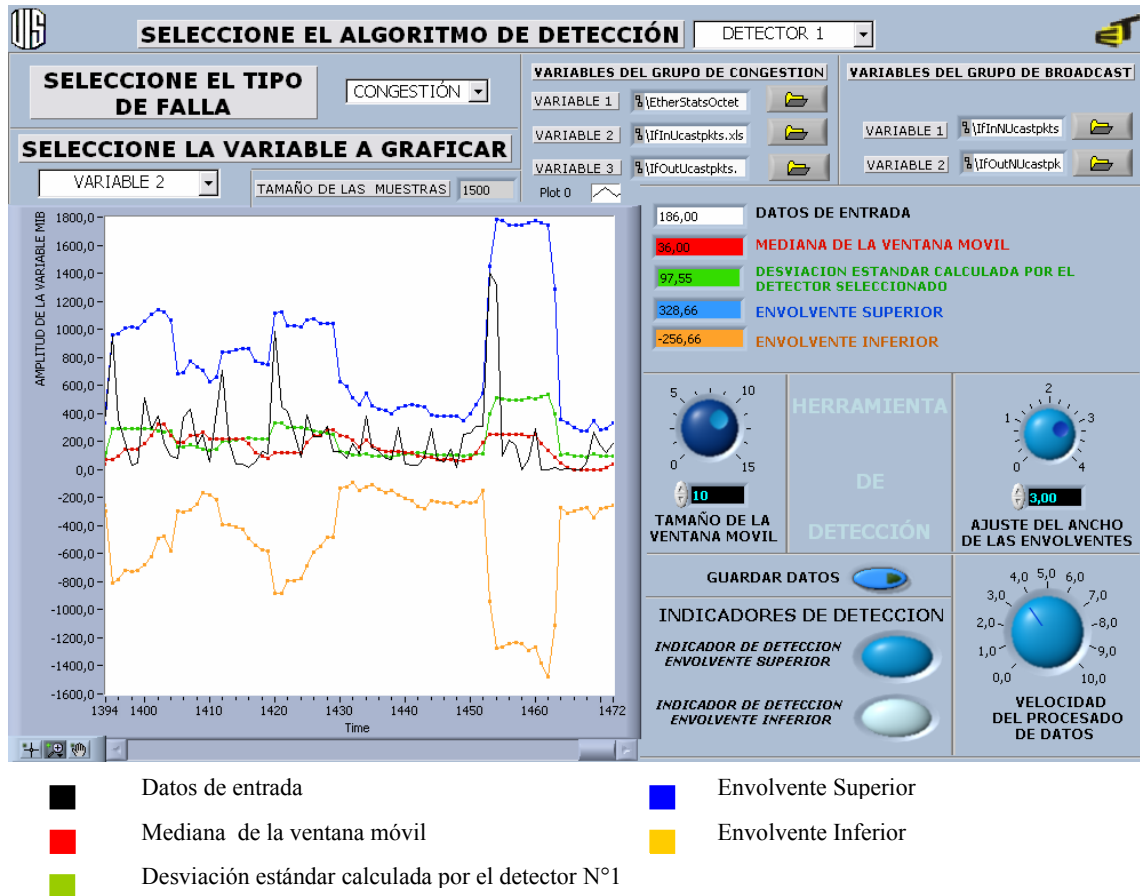 UIS
SELECCIONE EL ALGORITMO DE DETECCIÓN
DETECTOR 1
SELECCIONE EL TIPO
DE FALLA
CONGESTIÓN
VARIABLES DEL GRUPO DE CONGESTION
VARIABLE 1
\EtherStatsOctet
VARIABLE 2
\IfInUcastpkts.xls
VARIABLE 3
\IfOutUcastpkts.
VARIABLES DEL GRUPO DE BROADCAST
VARIABLE 1
\IfInNUcastpkts
VARIABLE 2
\IfOutNUcastpk
SELECCIONE LA VARIABLE A GRAFICAR
VARIABLE 2
TAMAÑO DE LAS MUESTRAS
1500
Plot 0
AMPLITUD DE LA VARIABLE MIB
1800,0
1600,0
1400,0
1200,0
1000,0
800,0
600,0
400,0
200,0
0,0
-200,0
-400,0
-600,0
-800,0
-1000,0
-1200,0
-1400,0
-1600,0
1394 1400 1410 1420 1430 1440 1450 1460 1472
Time
186,00 DATOS DE ENTRADA
36,00 MEDIANA DE LA VENTANA MOVIL
97,55 DESVIACION ESTANDAR CALCULADA POR EL
DETECTOR SELECCIONADO
328,66 ENVOLVENTE SUPERIOR
-256,66 ENVOLVENTE INFERIOR
0 5 10 15
10
TAMAÑO DE LA
VENTANA MOVIL
HERRAMIENTA
DE
DETECCIÓN
0 1 2 3 4
3,00
AJUSTE DEL ANCHO
DE LAS ENVOLVENTES
GUARDAR DATOS
INDICADORES DE DETECCION
INDICADOR DE DETECCION
ENVOLVENTE SUPERIOR
INDICADOR DE DETECCION
ENVOLVENTE INFERIOR
0,0 1,0 2,0 3,0 4,0 5,0 6,0 7,0 8,0 9,0 10,0
VELOCIDAD
DEL PROCESADO
DE DATOS
Datos de entrada
Mediana de la ventana móvil
Desviación estándar calculada por el detector N°1
Envolvente Superior
Envolvente Inferior